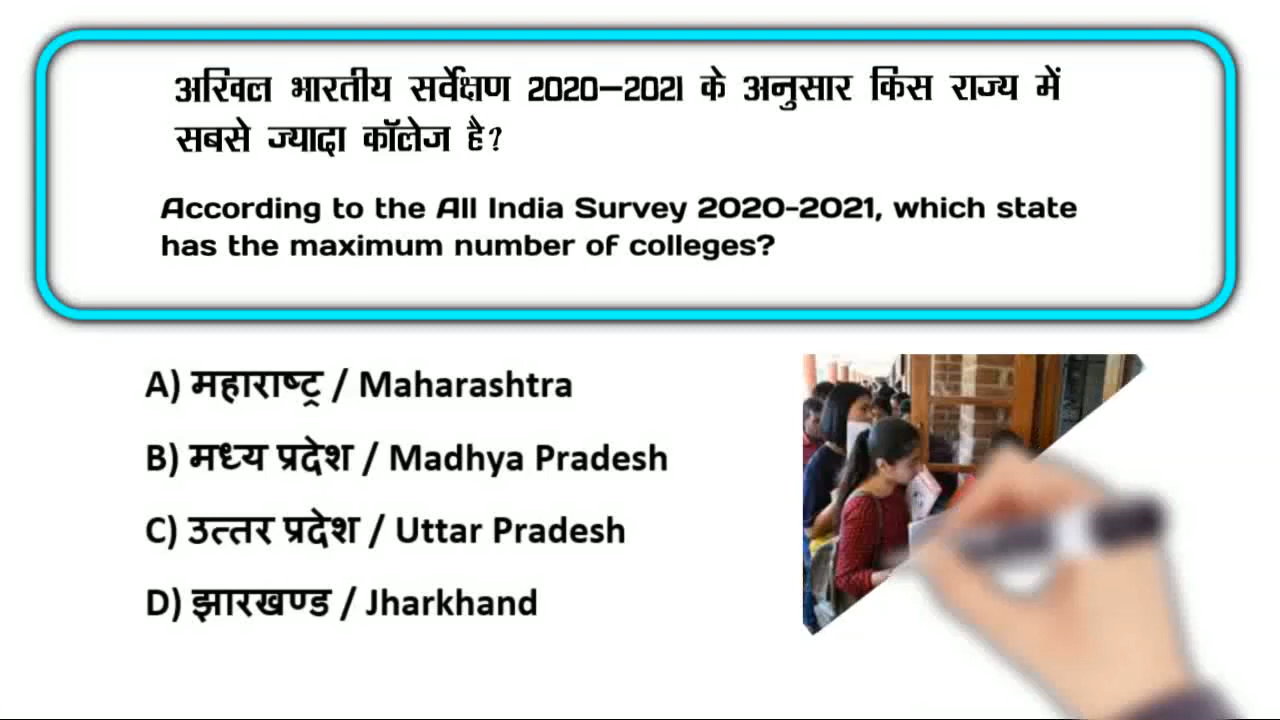 अखिल भारतीय सर्वेक्षण 2020-2021 के अनुसार किस राज्य में
सबसे ज्यादा कॉलेज है?
According to the All India Survey 2020-2021, which state
has the maximum number of colleges?
A) महाराष्ट्र / Maharashtra
B) मध्य प्रदेश / Madhya Pradesh
C) उत्तर प्रदेश / Uttar Pradesh
D) झारखण्ड / Jharkhand